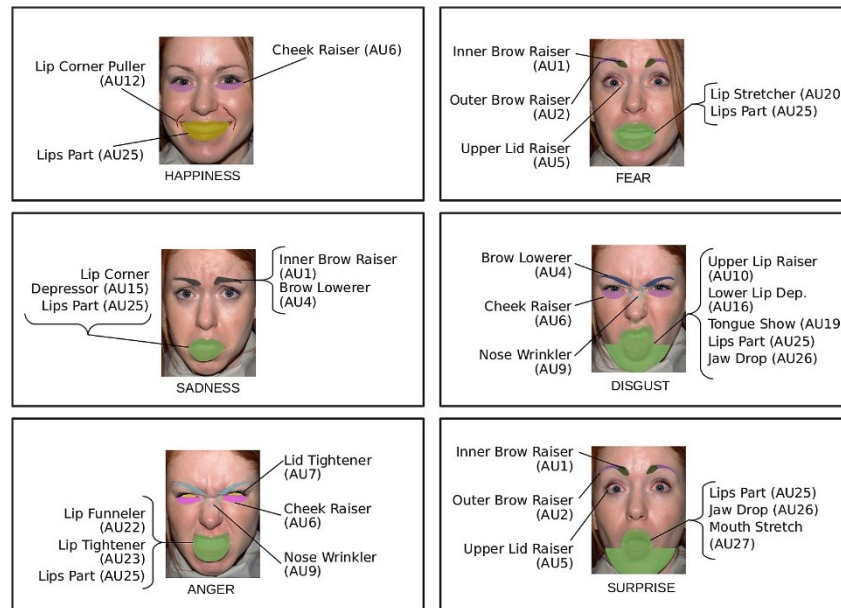 Cheek Raiser (AU6)
Lip Corner Puller
(AU12)
Lips Part (AU25)
HAPPINESS
Inner Brow Raiser
(AU1)
Outer Brow Raiser
(AU2)
Upper Lid Raiser
(AU5)
Lip Stretcher (AU20)
Lips Part (AU25)
FEAR
Lip Corner
Depressor (AU15)
Lips Part (AU25)
Inner Brow Raiser
(AU1)
Brow Lowerer
(AU4)
SADNESS
Brow Lowerer
(AU4)
Cheek Raiser
(AU6)
Nose Wrinkler
(AU9)
Upper Lip Raiser
(AU10)
Lower Lip Dep.
(AU16)
Tongue Show (AU19)
Lips Part (AU25)
Jaw Drop (AU26)
DISGUST
Lip Funneler
(AU22)
Lip Tightener
(AU23)
Lips Part (AU25)
Lid Tightener
(AU7)
Cheek Raiser
(AU6)
Nose Wrinkler
(AU9)
ANGER
Inner Brow Raiser
(AU1)
Outer Brow Raiser
(AU2)
Upper Lid Raiser
(AU5)
Lips Part (AU25)
Jaw Drop (AU26)
Mouth Stretch
(AU27)
SURPRISE